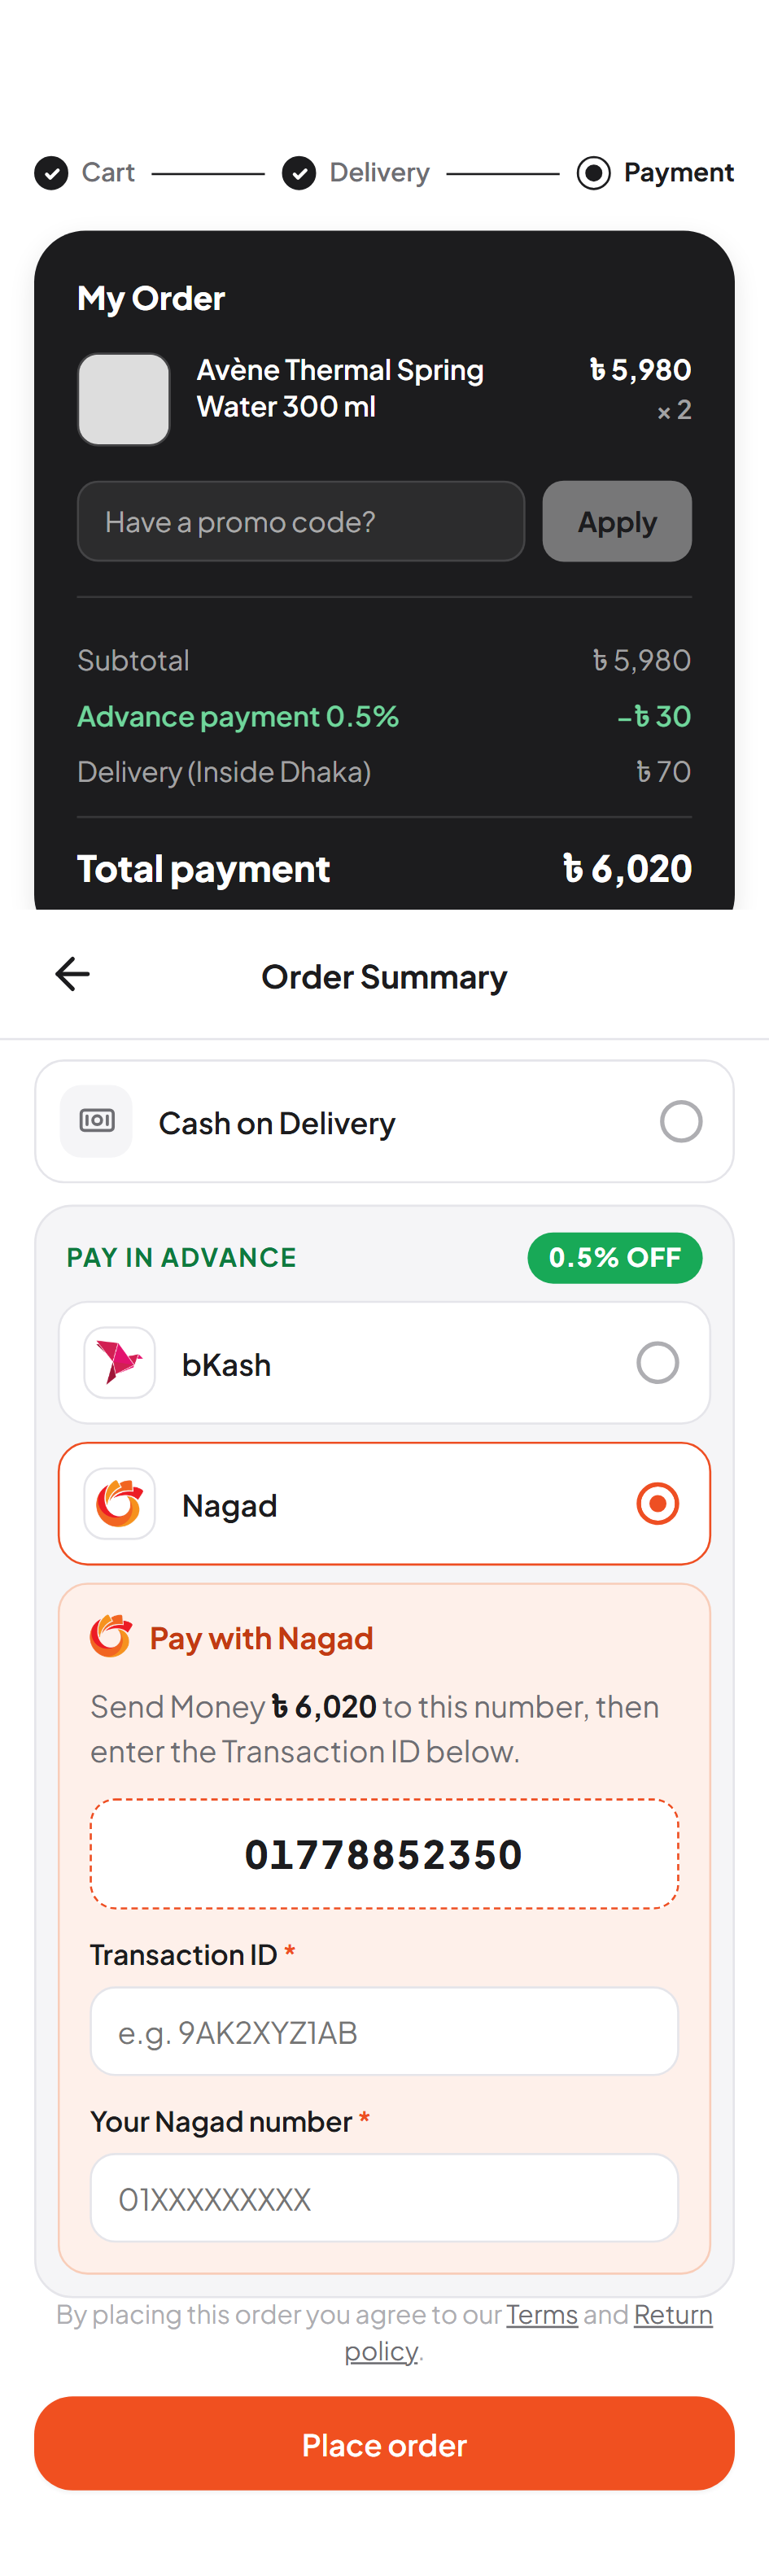 Cart
Delivery
Payment
My Order
Avène Thermal Spring ৳ 5,980
Water 300 ml × 2
Have a promo code? Apply
Subtotal ৳ 5,980
Advance payment 0.5% −৳ 30
Delivery (Inside Dhaka) ৳ 70
Total payment ৳ 6,020
Order Summary
Cash on Delivery
PAY IN ADVANCE 0.5% OFF
bKash
Nagad
Pay with Nagad
Send Money ৳ 6,020 to this number, then
enter the Transaction ID below.
01778852350
Transaction ID *
e.g. 9AK2XYZ1AB
Your Nagad number *
01XXXXXXXXX
By placing this order you agree to our Terms and Return
policy.
Place order